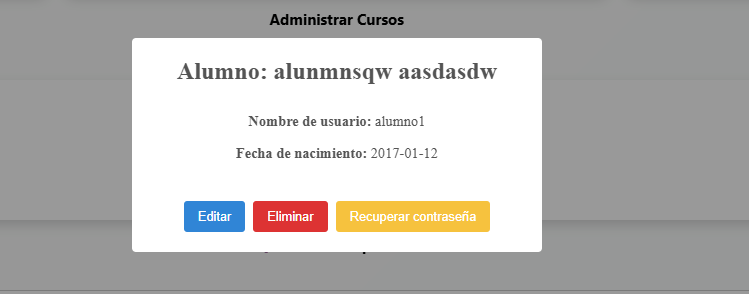 Administrar Cursos
Alumno: alunmnsqw aasdasdw
Nombre de usuario: alumno1
Fecha de nacimiento: 2017-01-12
Editar Eliminar Recuperar contraseña